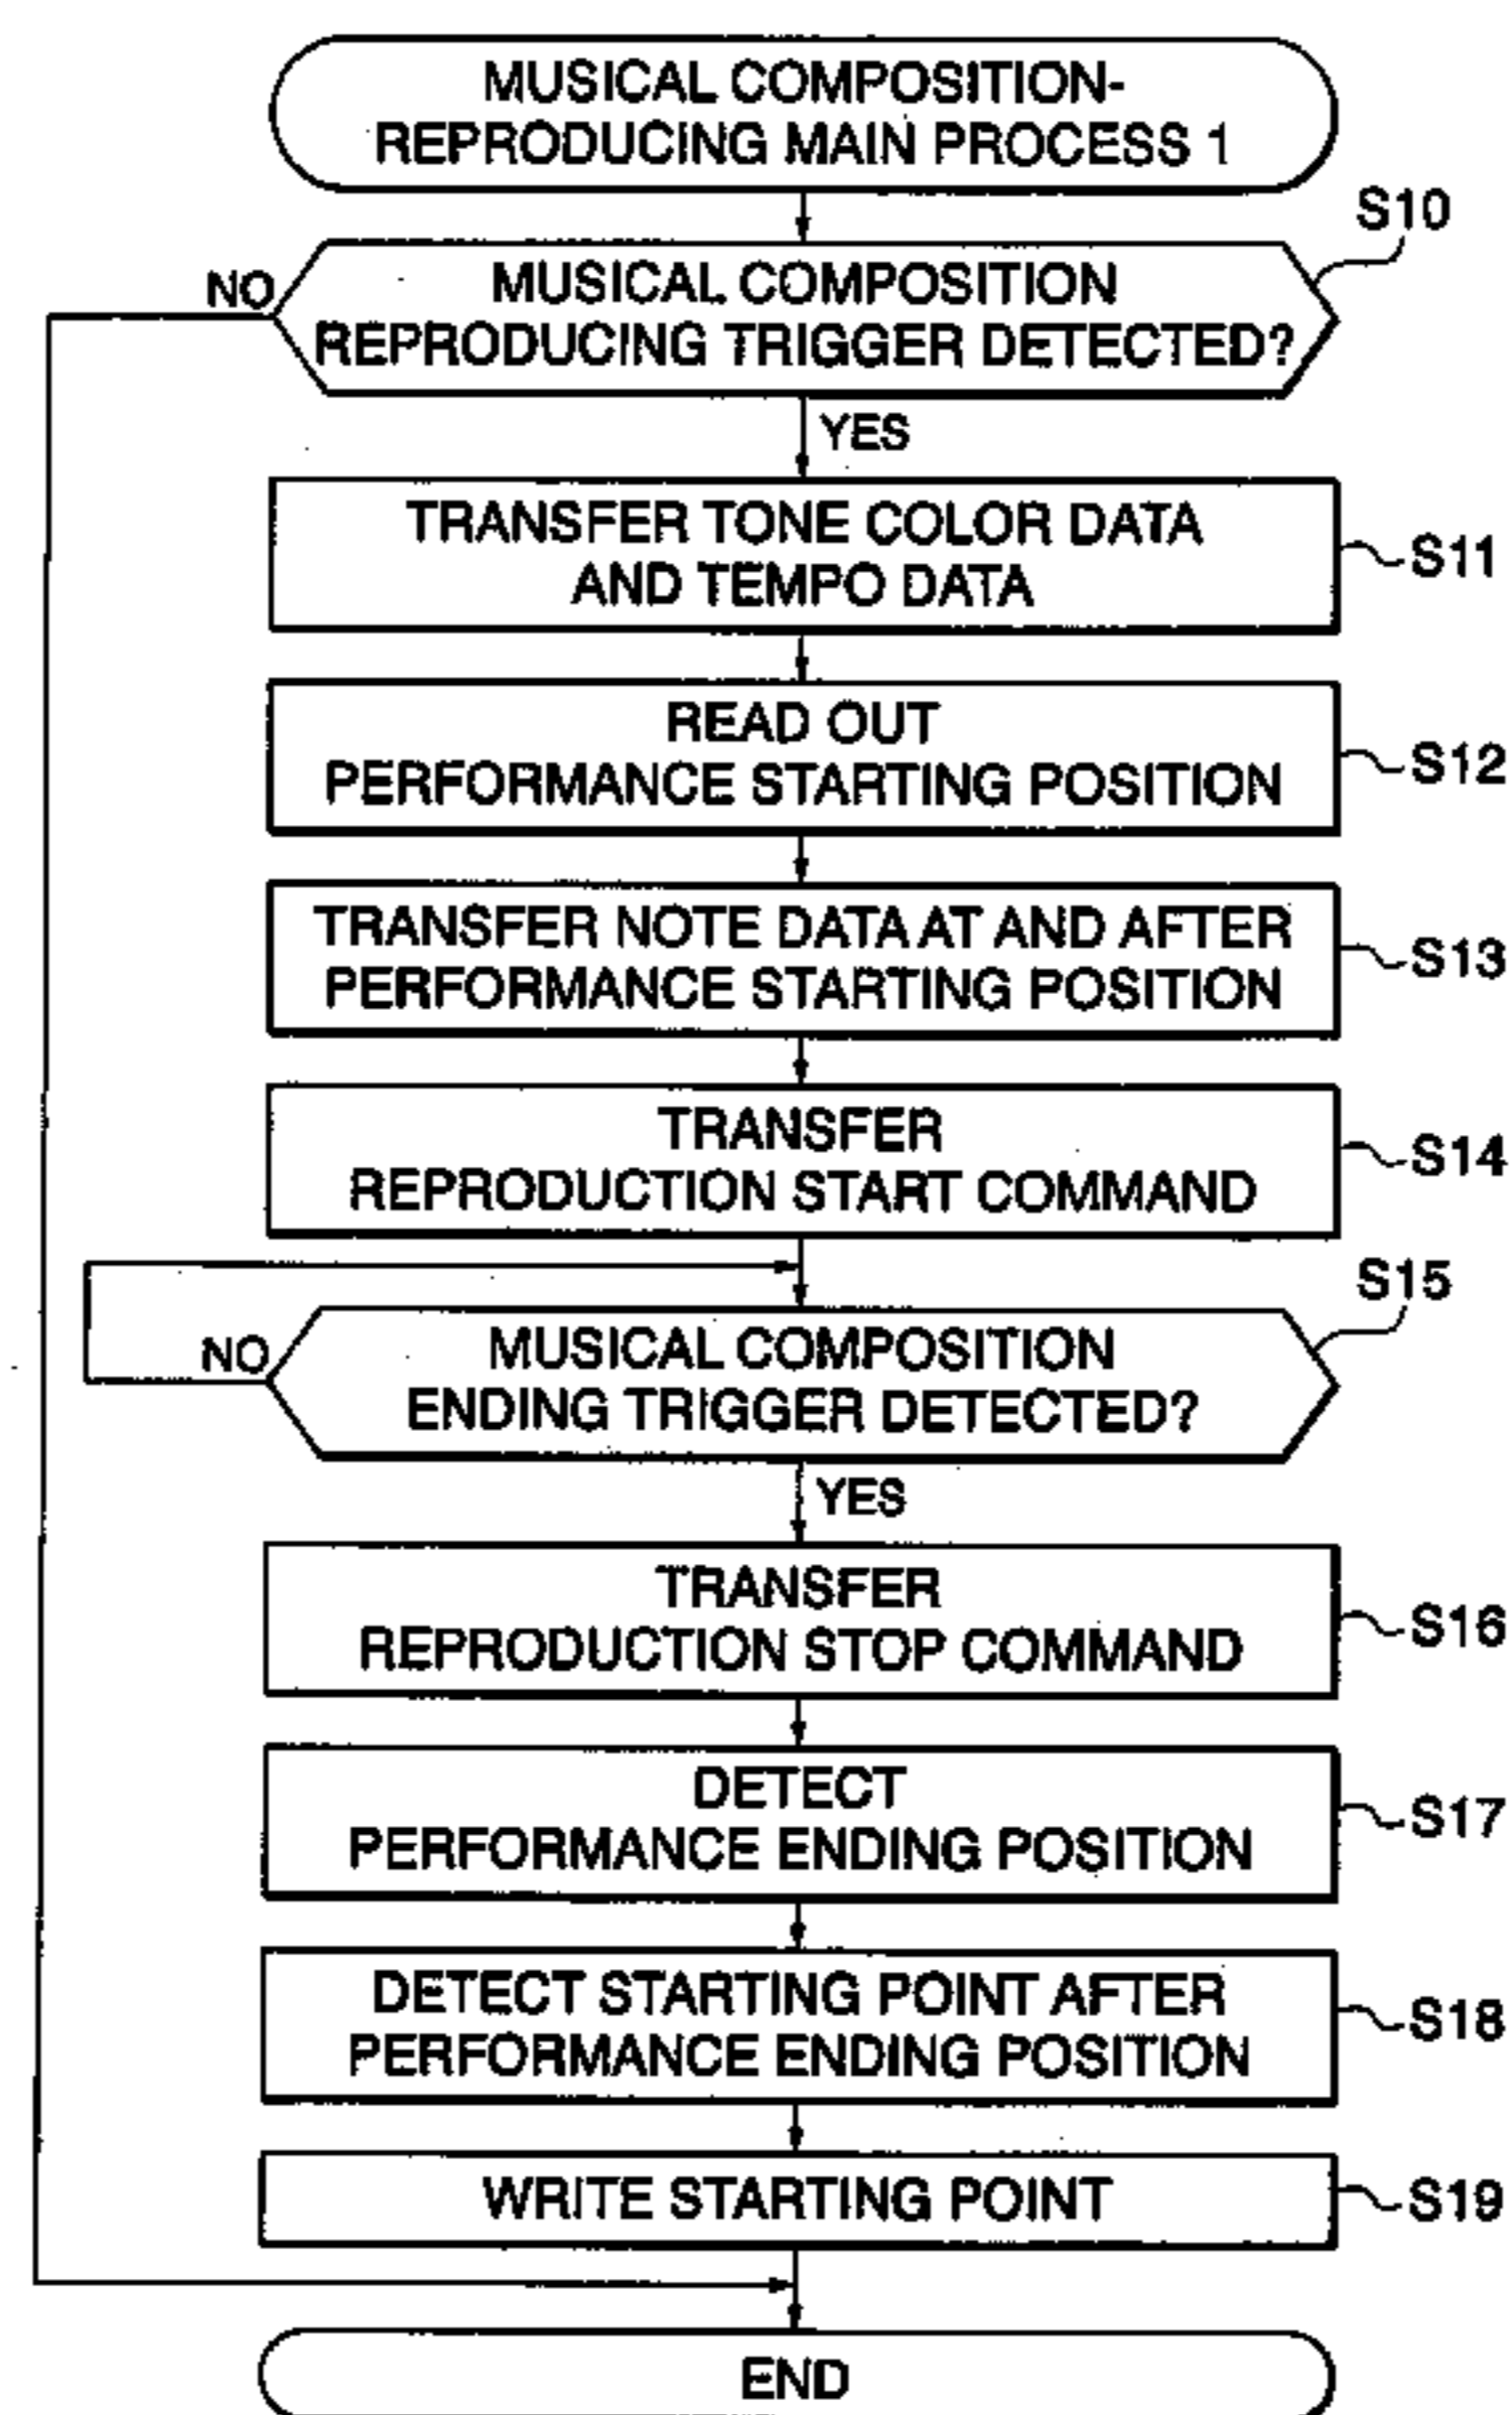 MUSICAL COMPOSITION-
REPRODUCING MAIN PROCESS 1
S10
NO
MUSICAL COMPOSITION
REPRODUCING TRIGGER DETECTED?
YES
TRANSFER TONE COLOR DATA
AND TEMPO DATA
S11
READ OUT
PERFORMANCE STARTING POSITION
S12
TRANSFER NOTE DATA AT AND AFTER
PERFORMANCE STARTING POSITION
S13
TRANSFER
REPRODUCTION START COMMAND
S14
S15
NO
MUSICAL COMPOSITION
ENDING TRIGGER DETECTED?
YES
TRANSFER
REPRODUCTION STOP COMMAND
S16
DETECT
PERFORMANCE ENDING POSITION
S17
DETECT STARTING POINT AFTER
PERFORMANCE ENDING POSITION
S18
WRITE STARTING POINT
S19
END